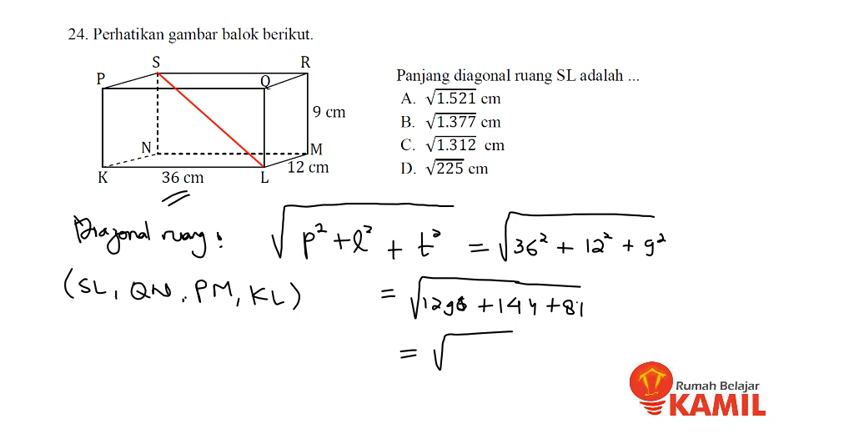 24. Perhatikan gambar balok berikut.
S
R
P
Q
9 cm
N
M
12 cm
K
36 cm
L
Panjang diagonal ruang SL adalah ...
A. √1.521 cm
B. √1.377 cm
C. √1.312 cm
D. √225 cm
Diagonal ruang : √p² + l² + t² = √36² + 12² + 9²
(SL, QN, PM, KL) = √1296 + 144 + 81
= √
Rumah Belajar
KAMIL